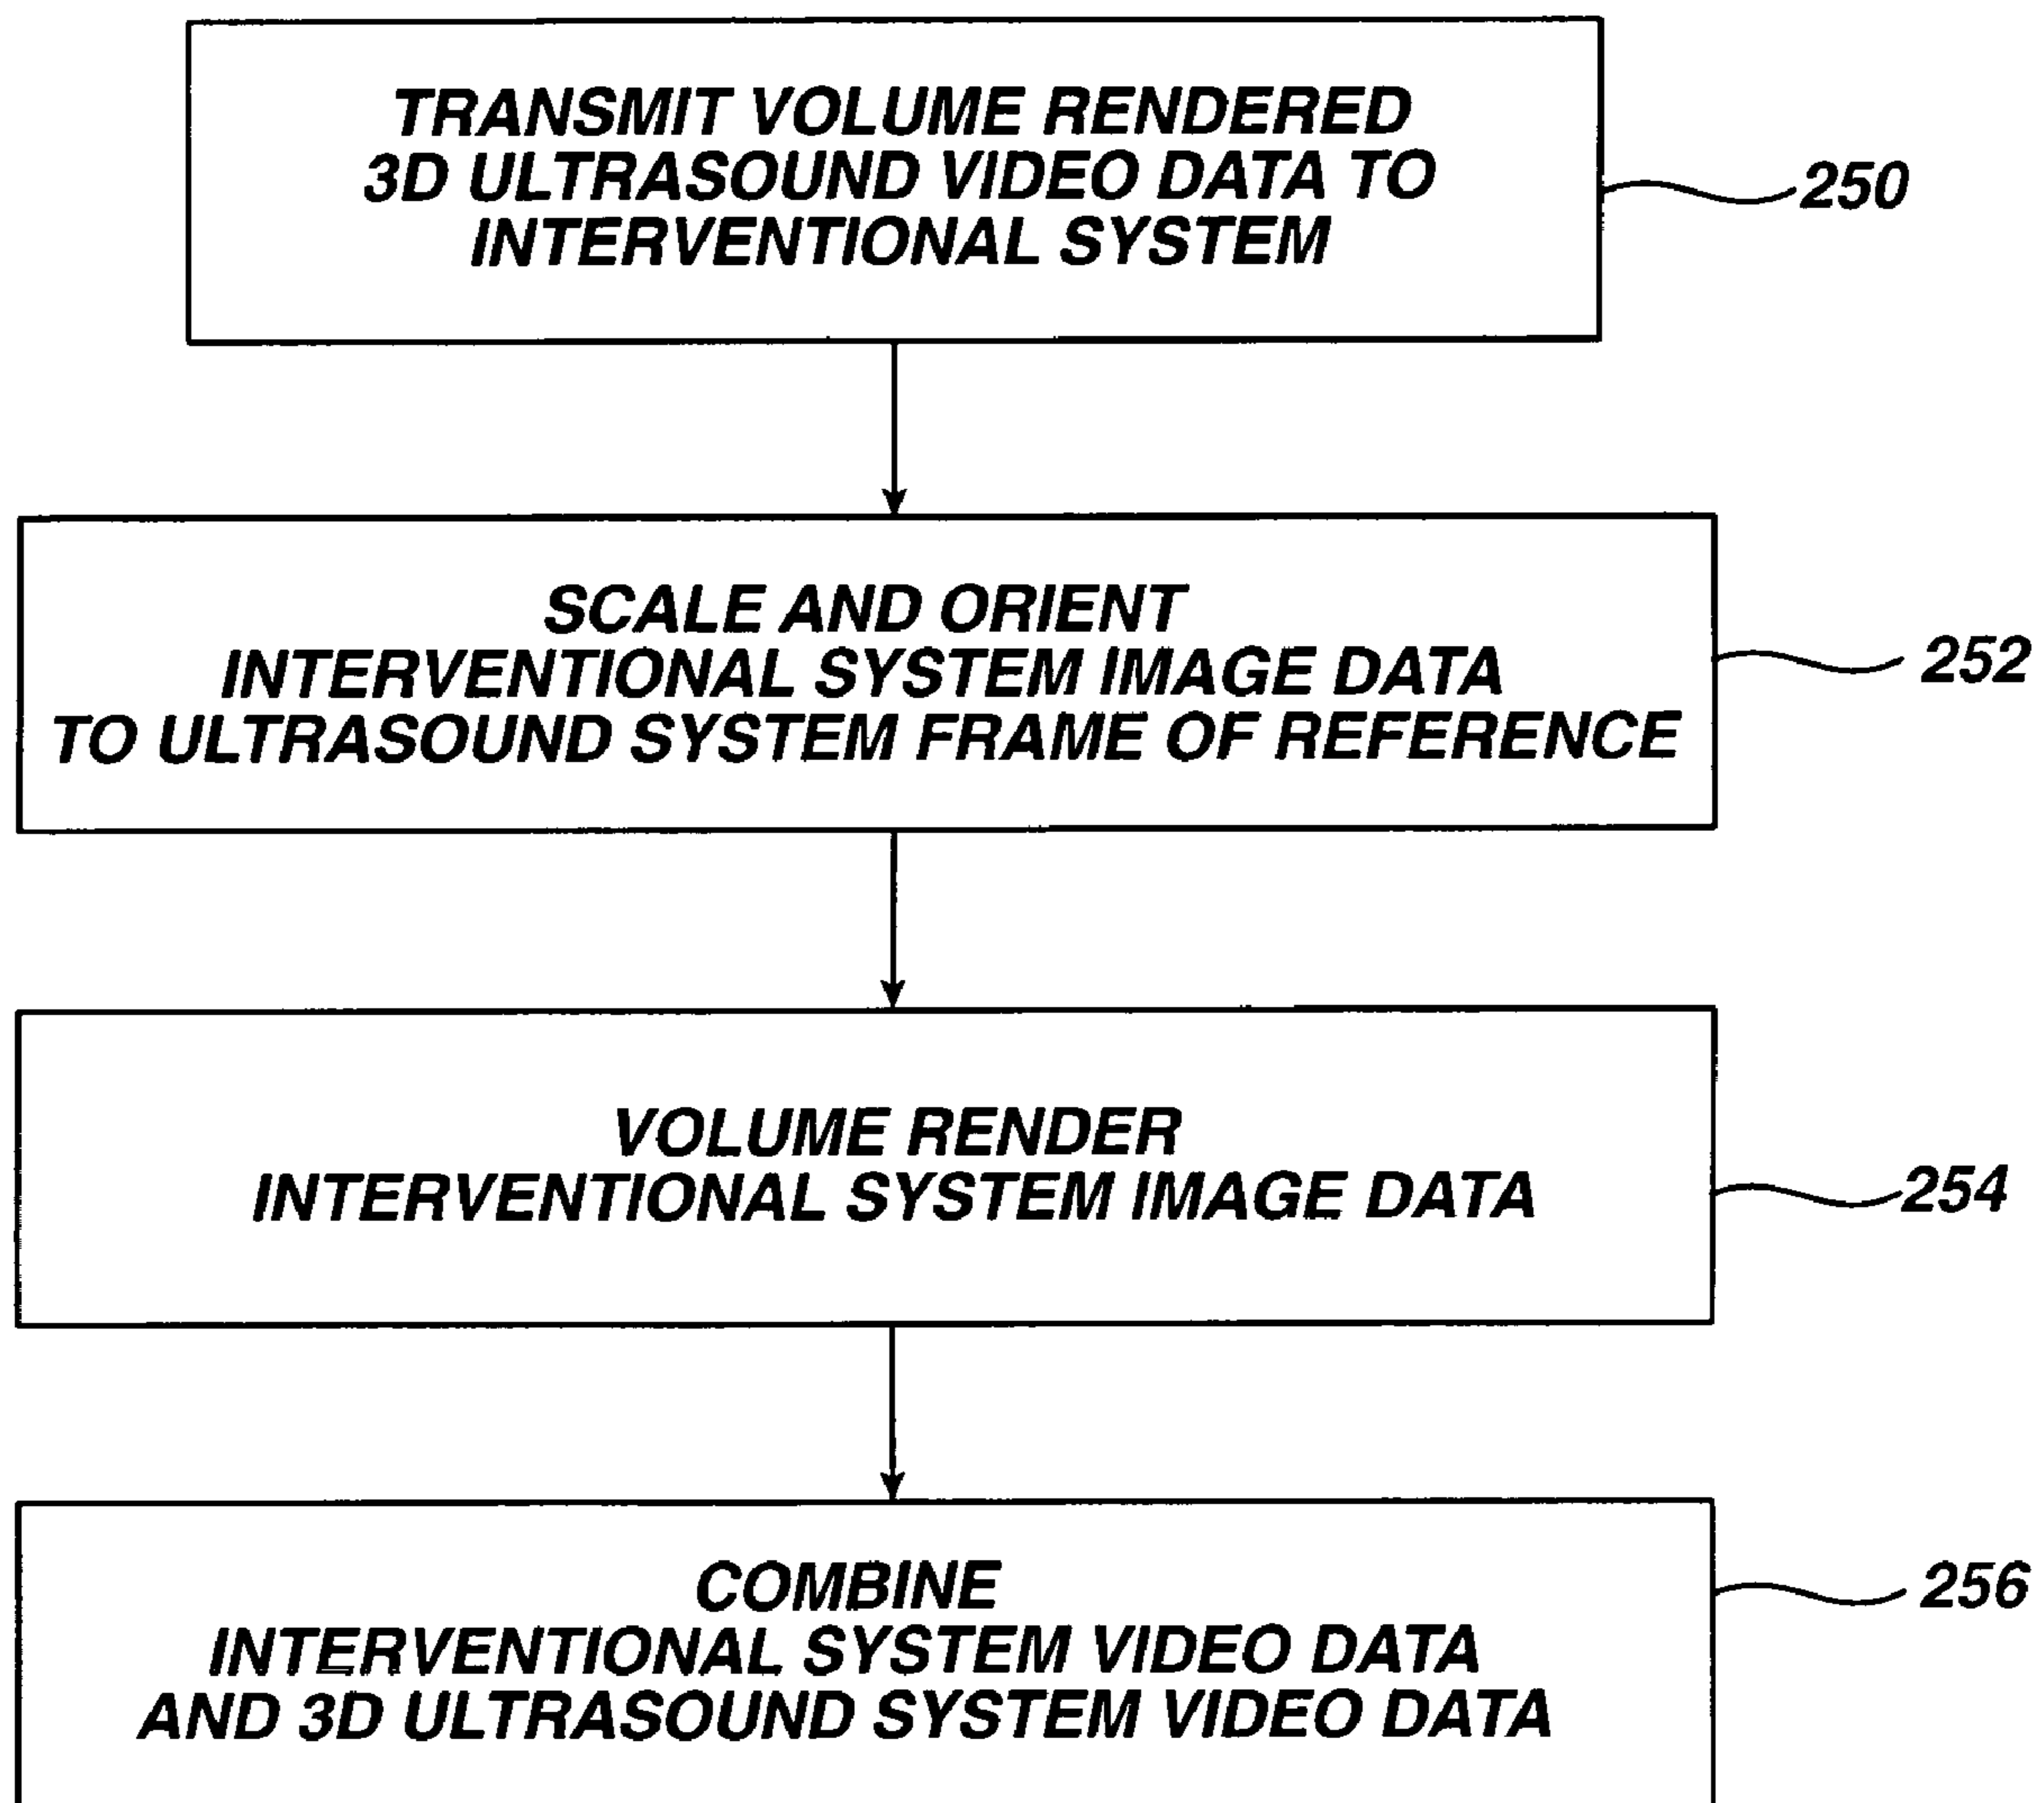 TRANSMIT VOLUME RENDERED
3D ULTRASOUND VIDEO DATA TO
INTERVENTIONAL SYSTEM
250
SCALE AND ORIENT
INTERVENTIONAL SYSTEM IMAGE DATA
TO ULTRASOUND SYSTEM FRAME OF REFERENCE
252
VOLUME RENDER
INTERVENTIONAL SYSTEM IMAGE DATA
254
COMBINE
INTERVENTIONAL SYSTEM VIDEO DATA
AND 3D ULTRASOUND SYSTEM VIDEO DATA
256